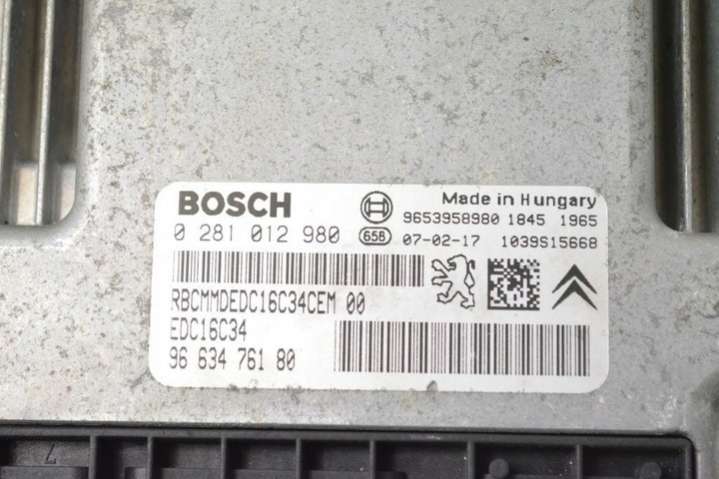 BOSCH
Made in Hungary
9653958980 1845 1965
0 281 012 980
658 07-02-17 1039S15668
RBCMMDEDC16C34CEM 00
EDC16C34
96 634 761 80